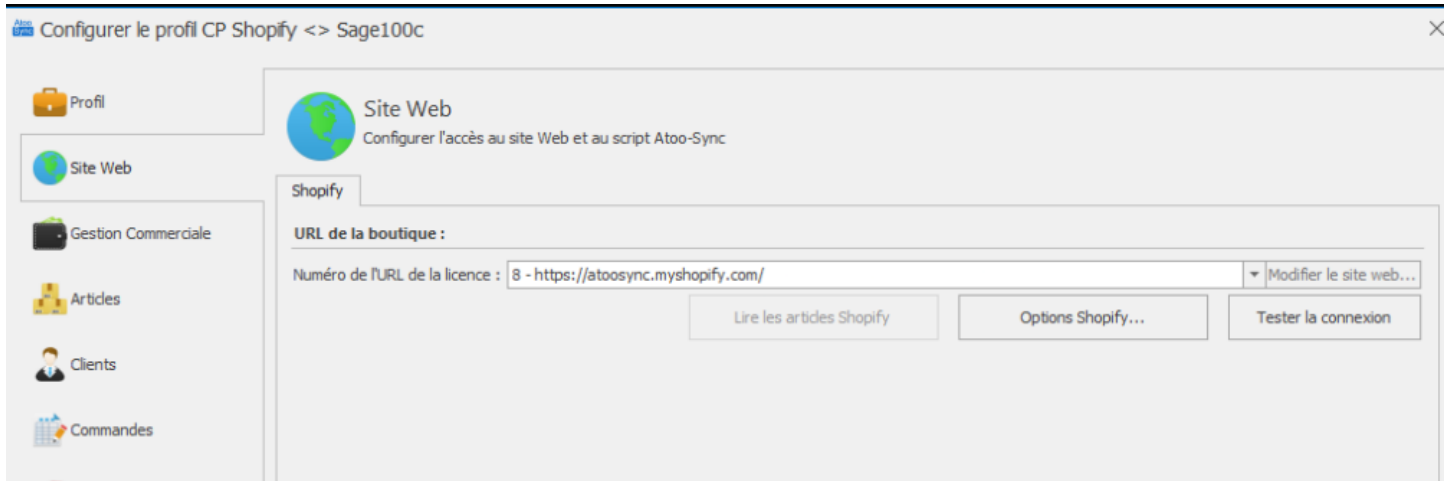 Atoo
Sync
Configurer le profil CP Shopify <> Sage100c
Profil
Site Web
Gestion Commerciale
Articles
Clients
Commandes
Site Web
Configurer l'accès au site Web et au script Atoo-Sync
Shopify
URL de la boutique :
Numéro de l'URL de la licence : 8 - https://atoosync.myshopify.com/ Modifier le site web...
Lire les articles Shopify Options Shopify... Tester la connexion